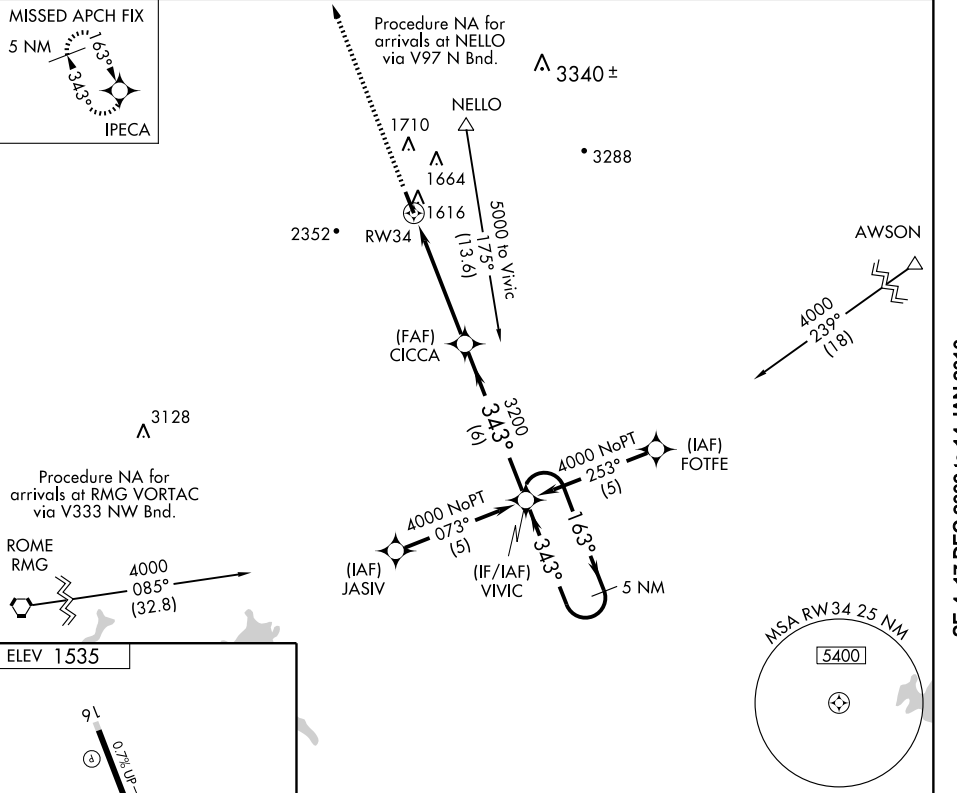 MISSED APCH FIX
5 NM
163°
343°
IPECA
Procedure NA for
arrivals at NELLO
via V97 N Bnd.
3340 ±
NELLO
1710
1664
3288
1616
2352
RW34
5000 to Vivic
175°
(13.6)
AWSON
4000
239°
(18)
(FAF)
CICCA
3200
343°
(6)
3128
Procedure NA for
arrivals at RMG VORTAC
via V333 NW Bnd.
4000 NoPT
253°
(5)
(IAF)
FOTFE
4000 NoPT
073°
(5)
(IAF)
JASIV
(IF/IAF)
VIVIC
343°
163°
5 NM
ROME
RMG
4000
085°
(32.8)
MSA RW34 25 NM
5400
ELEV 1535
16
P
0.7% UP